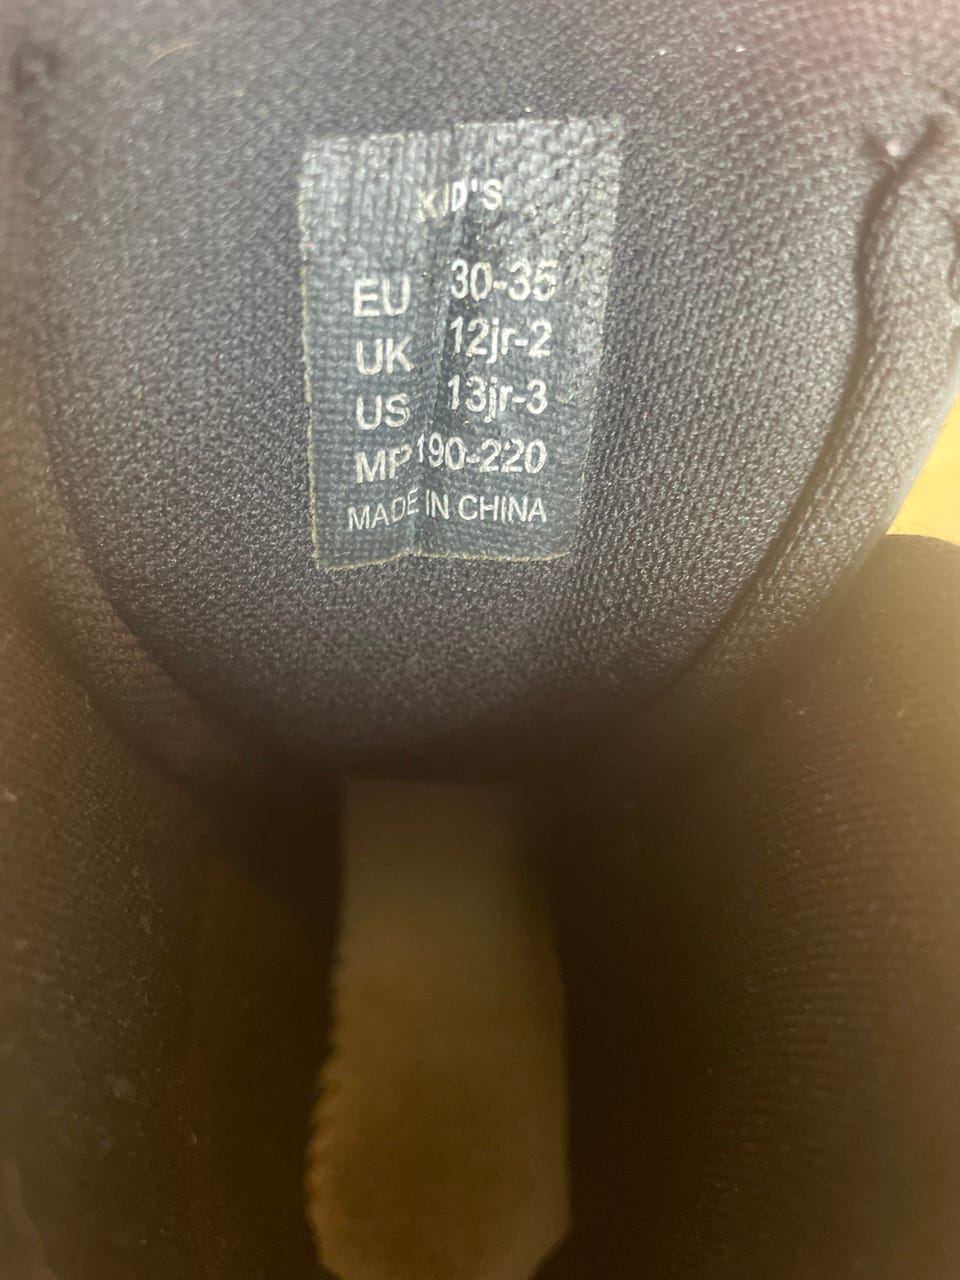 KID'S
EU 30-35
UK 12jr-2
US 13jr-3
MP 190-220
MADE IN CHINA